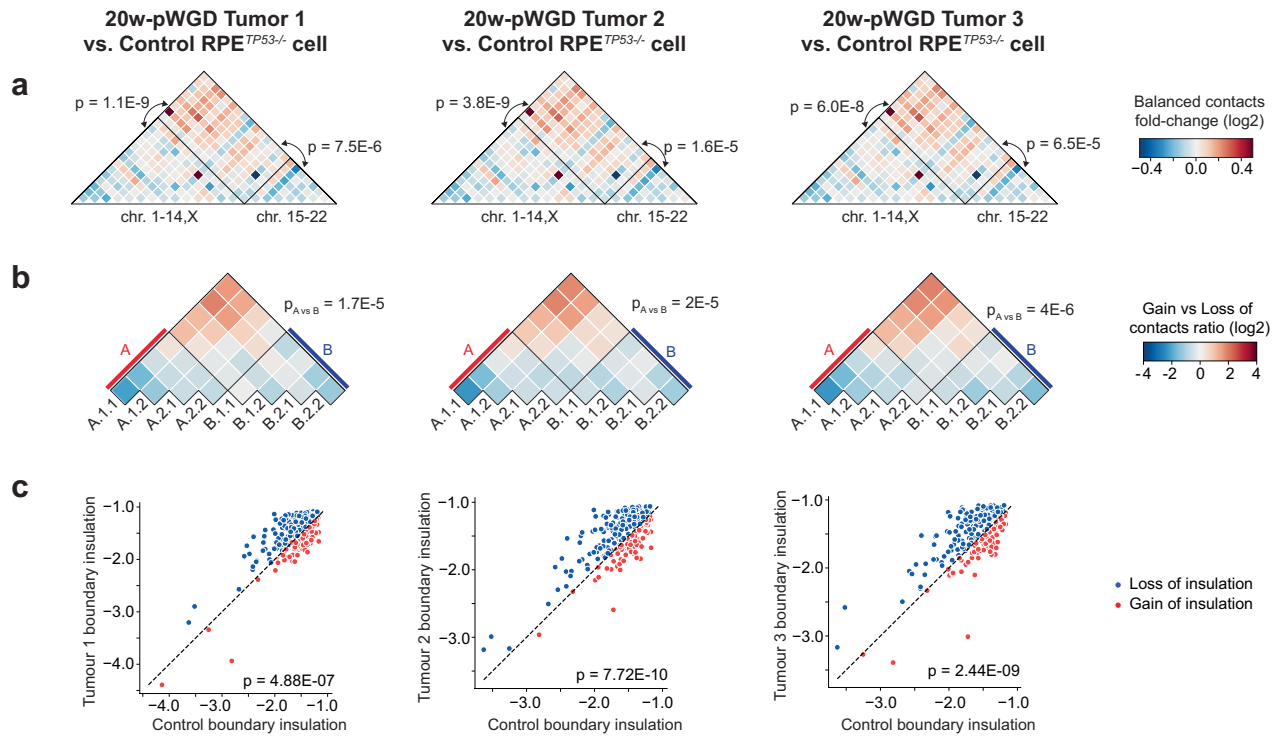 20w-pWGD Tumor 1
vs. Control RPE TP53-/- cell
20w-pWGD Tumor 2
vs. Control RPE TP53-/- cell
20w-pWGD Tumor 3
vs. Control RPE TP53-/- cell
a
p = 1.1E-9
p = 7.5E-6
chr. 1-14,X
chr. 15-22
p = 3.8E-9
p = 1.6E-5
chr. 1-14,X
chr. 15-22
p = 6.0E-8
p = 6.5E-5
chr. 1-14,X
chr. 15-22
Balanced contacts
fold-change (log2)
−0.4 0.0 0.4
b
p A vs B = 1.7E-5
A
B
A.1.1 A.1.2 A.2.1 A.2.2 B.1.1 B.1.2 B.2.1 B.2.2
p A vs B = 2E-5
A
B
A.1.1 A.1.2 A.2.1 A.2.2 B.1.1 B.1.2 B.2.1 B.2.2
p A vs B = 4E-6
A
B
A.1.1 A.1.2 A.2.1 A.2.2 B.1.1 B.1.2 B.2.1 B.2.2
Gain vs Loss of
contacts ratio (log2)
-4 -2 0 2 4
c
Tumour 1 boundary insulation
−1.0
−2.0
−3.0
−4.0
p = 4.88E-07
−4.0 −3.0 −2.0 −1.0
Control boundary insulation
Tumour 2 boundary insulation
−1.0
−2.0
−3.0
p = 7.72E-10
−3.0 −2.0 −1.0
Control boundary insulation
Tumour 3 boundary insulation
−1.0
−2.0
−3.0
p = 2.44E-09
−3.0 −2.0 −1.0
Control boundary insulation
Loss of insulation
Gain of insulation